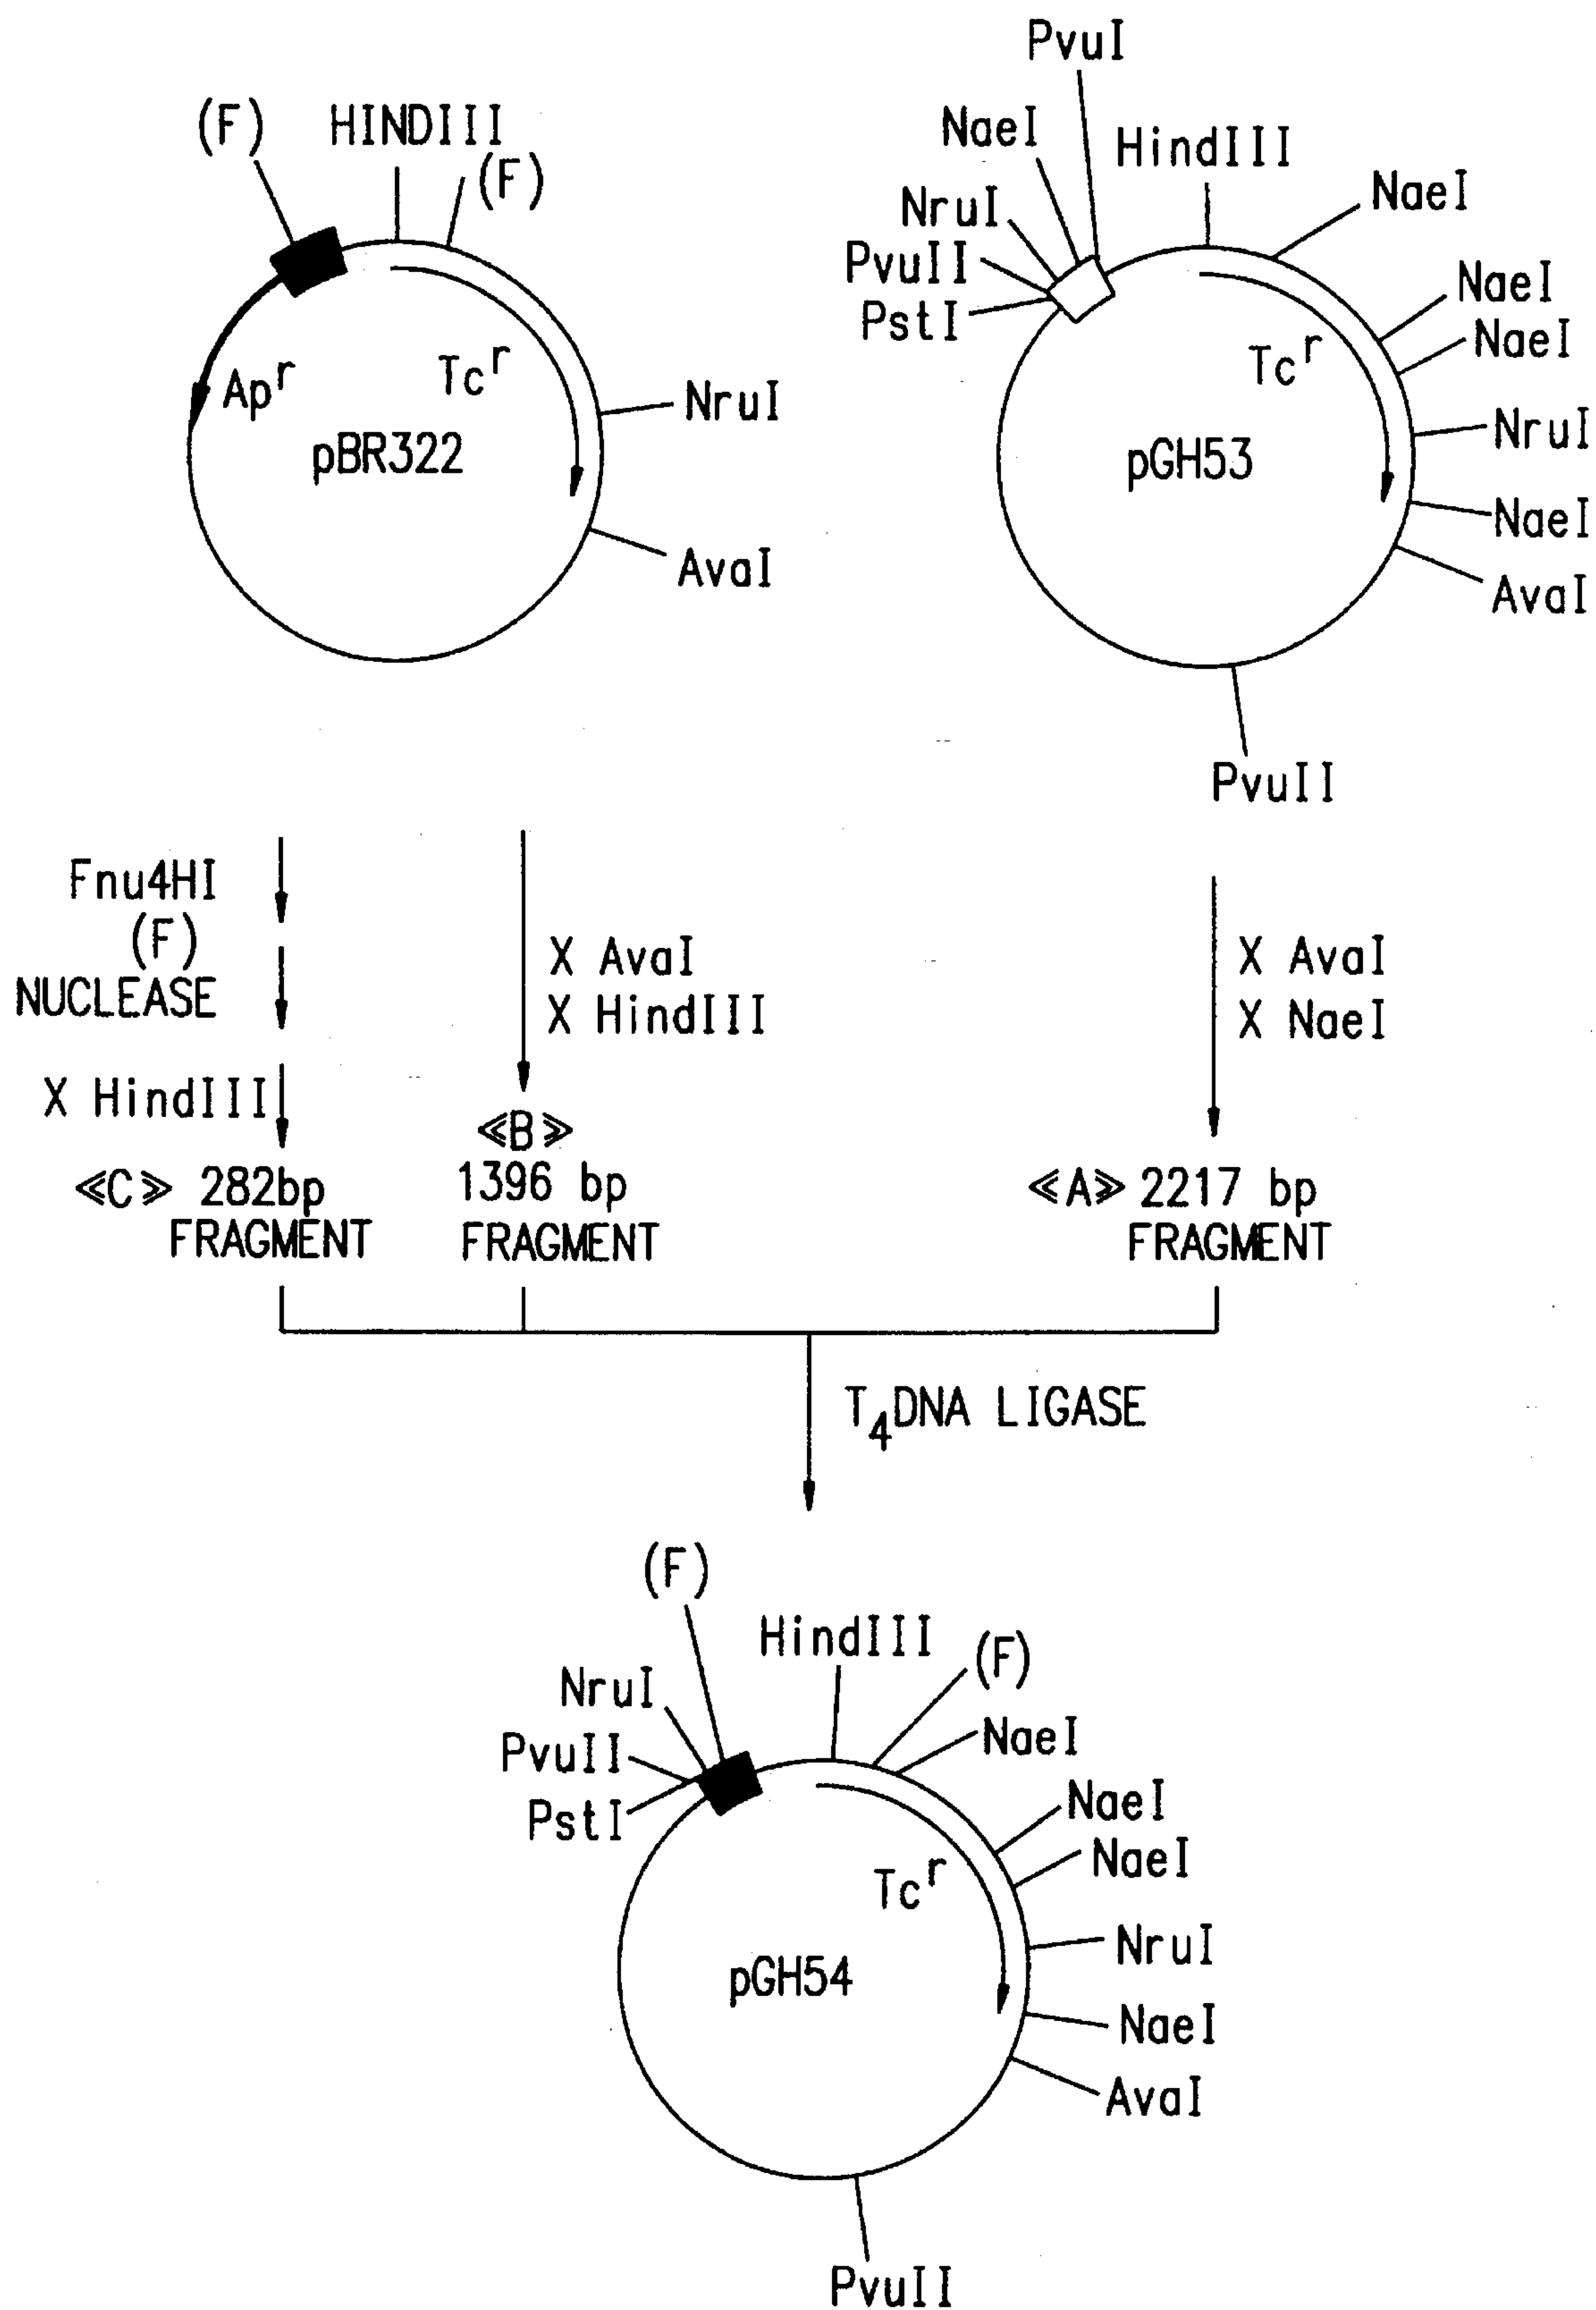 (F)
HINDIII
(F)
Ap^r
Tc^r
pBR322
NruI
AvaI
PvuI
NaeI
HindIII
NruI
NaeI
PvuII
PstI
NaeI
NaeI
Tc^r
pGH53
NruI
NaeI
AvaI
PvuII
Fnu4HI
(F)
NUCLEASE
X HindIII
≪C≫ 282bp
FRAGMENT
X AvaI
X HindIII
≪B≫
1396 bp
FRAGMENT
X AvaI
X NaeI
≪A≫ 2217 bp
FRAGMENT
T₄DNA LIGASE
(F)
HindIII
(F)
NruI
NaeI
PvuII
PstI
NaeI
NaeI
Tc^r
pGH54
NruI
NaeI
AvaI
PvuII